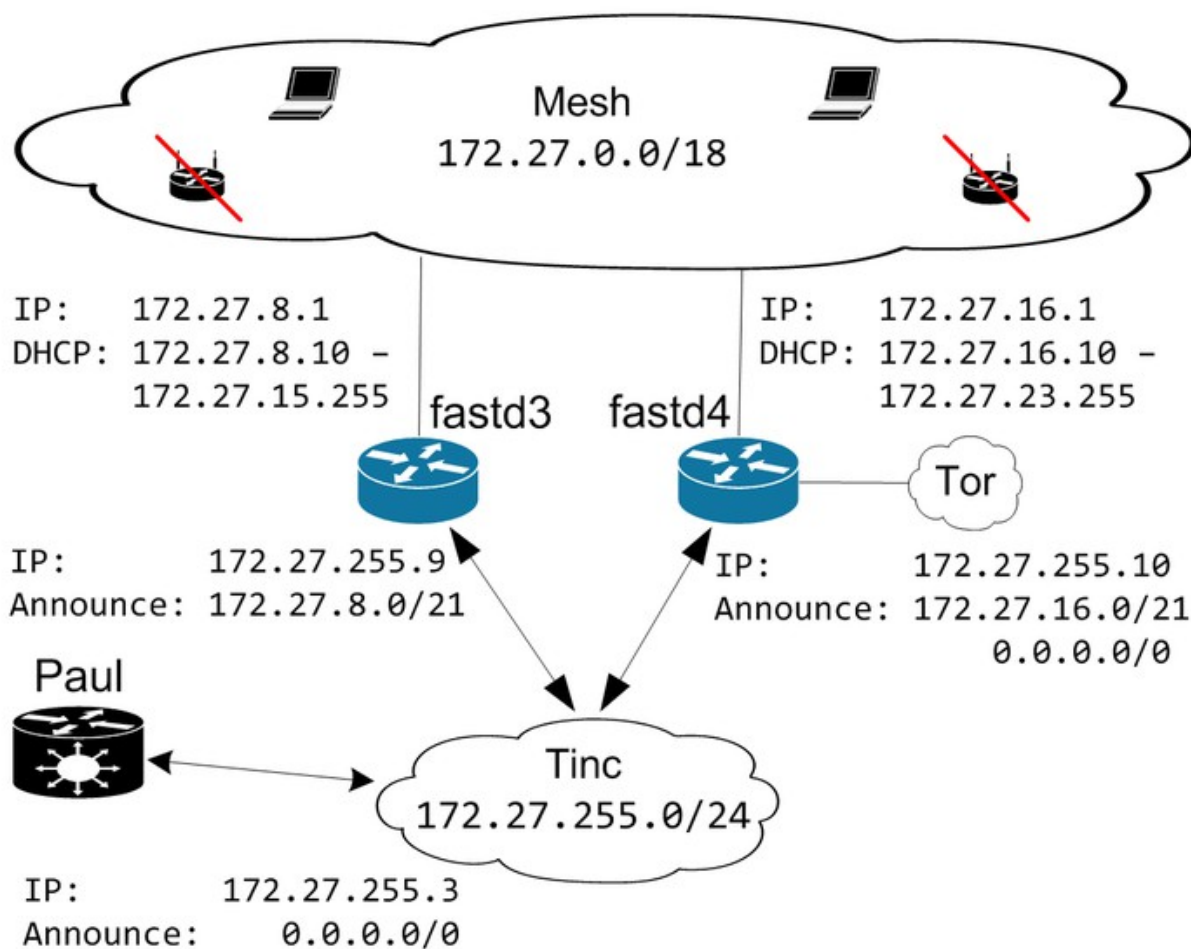 Mesh
172.27.0.0/18
IP: 172.27.8.1
DHCP: 172.27.8.10 –
172.27.15.255
IP: 172.27.16.1
DHCP: 172.27.16.10 –
172.27.23.255
fastd3
fastd4
Tor
IP: 172.27.255.9
Announce: 172.27.8.0/21
IP: 172.27.255.10
Announce: 172.27.16.0/21
0.0.0.0/0
Paul
Tinc
172.27.255.0/24
IP: 172.27.255.3
Announce: 0.0.0.0/0